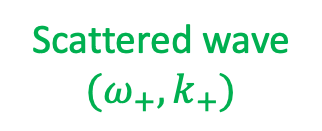 Scattered wave
(ω₊, k₊)